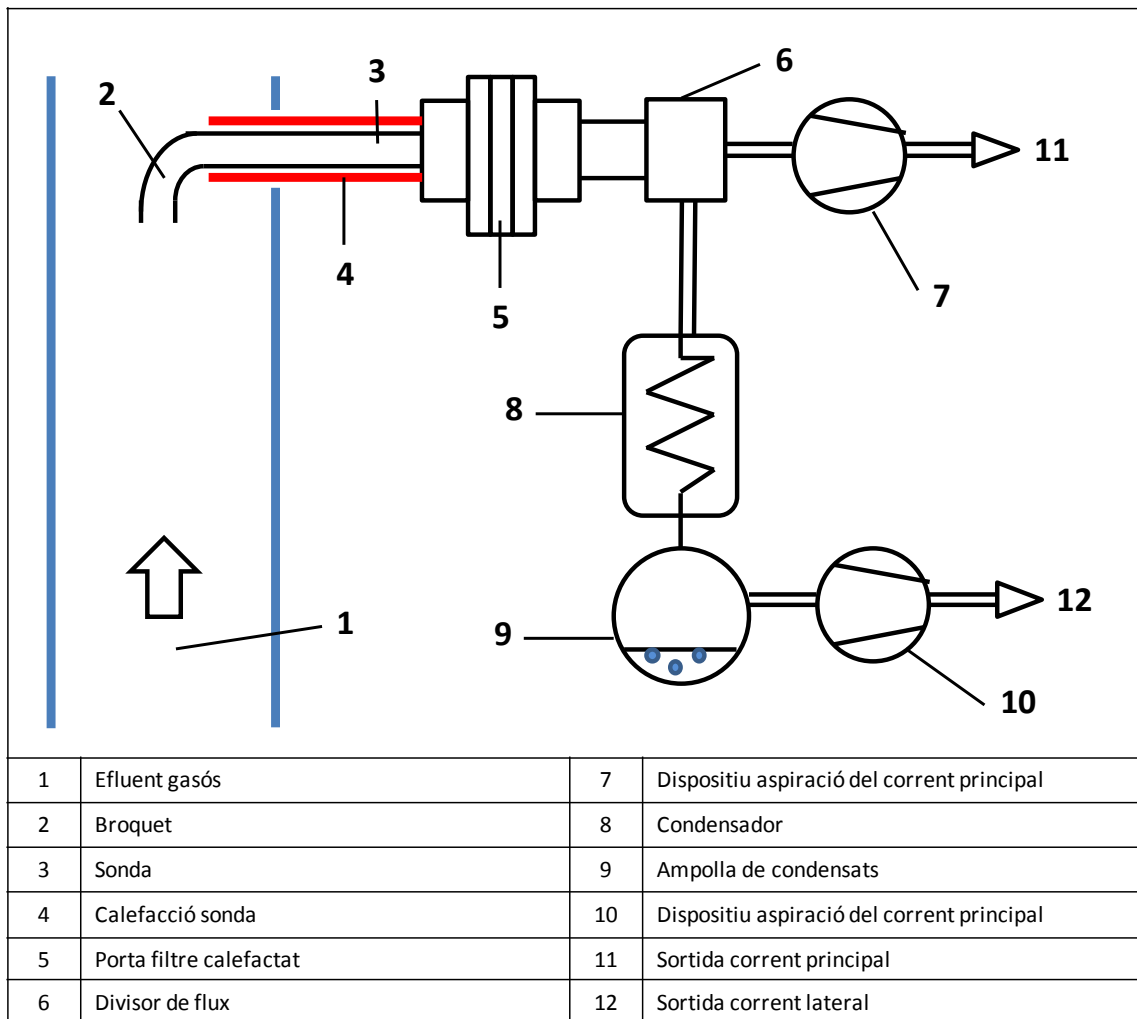 6
3
2
11
4
7
5
8
1
9
12
10
1 Efluent gasós 7 Dispositiu aspiració del corrent principal
2 Broquet 8 Condensador
3 Sonda 9 Ampolla de condensats
4 Calefacció sonda 10 Dispositiu aspiració del corrent principal
5 Porta filtre calefactat 11 Sortida corrent principal
6 Divisor de flux 12 Sortida corrent lateral